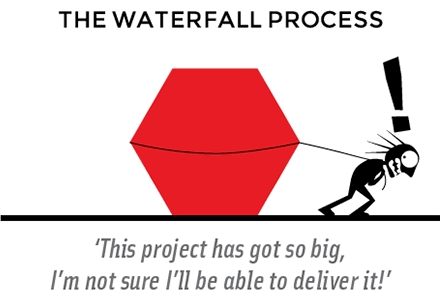 THE WATERFALL PROCESS
!
‘This project has got so big,
I’m not sure I’ll be able to deliver it!’